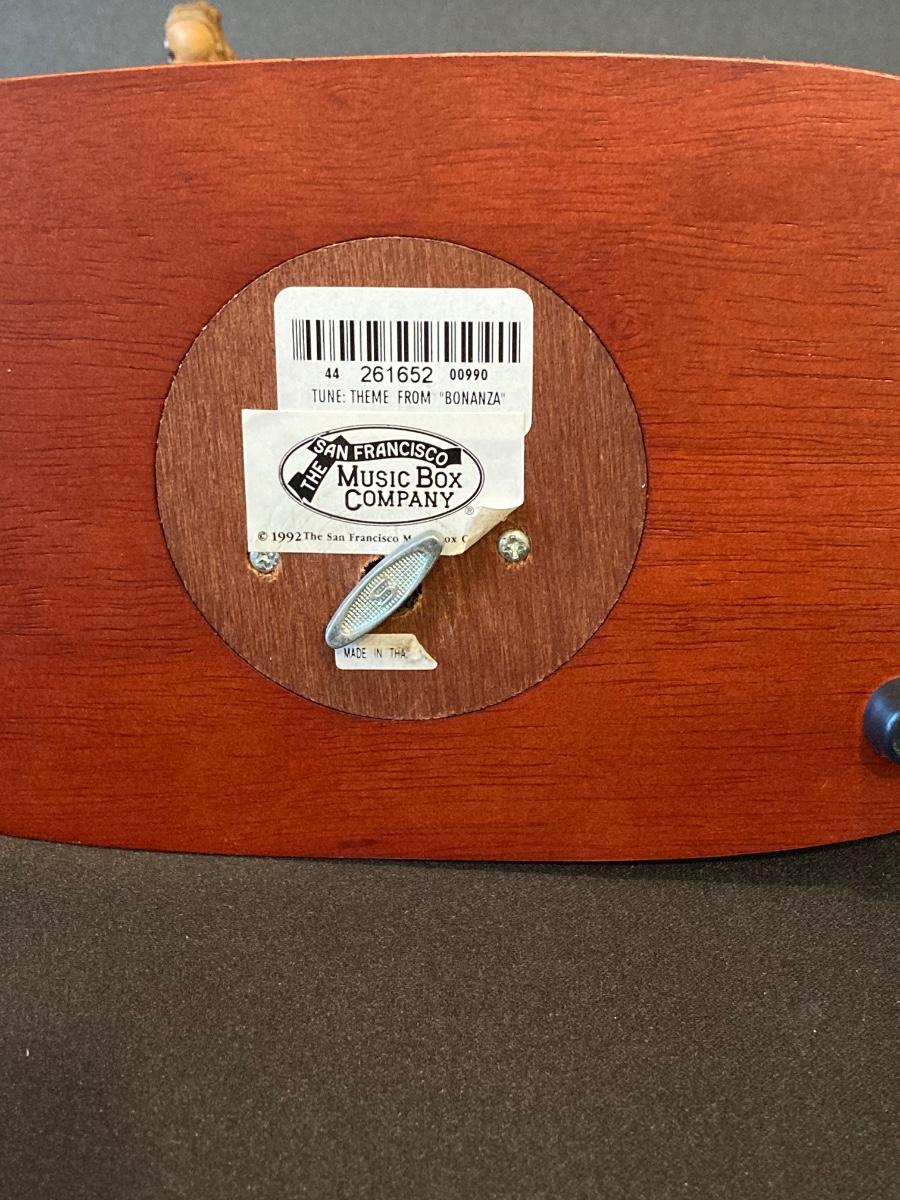 44 261652 00990
TUNE: THEME FROM "BONANZA"
THE SAN FRANCISCO
MUSIC BOX
COMPANY
®
© 1992 The San Francisco
MADE IN